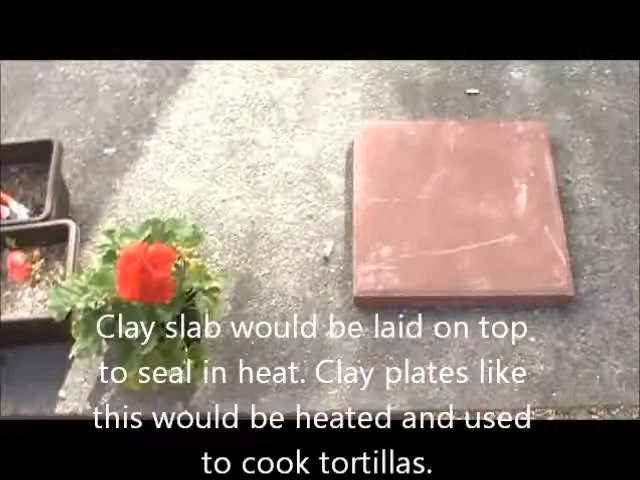 Clay slab would be laid on top
to seal in heat. Clay plates like
this would be heated and used
to cook tortillas.